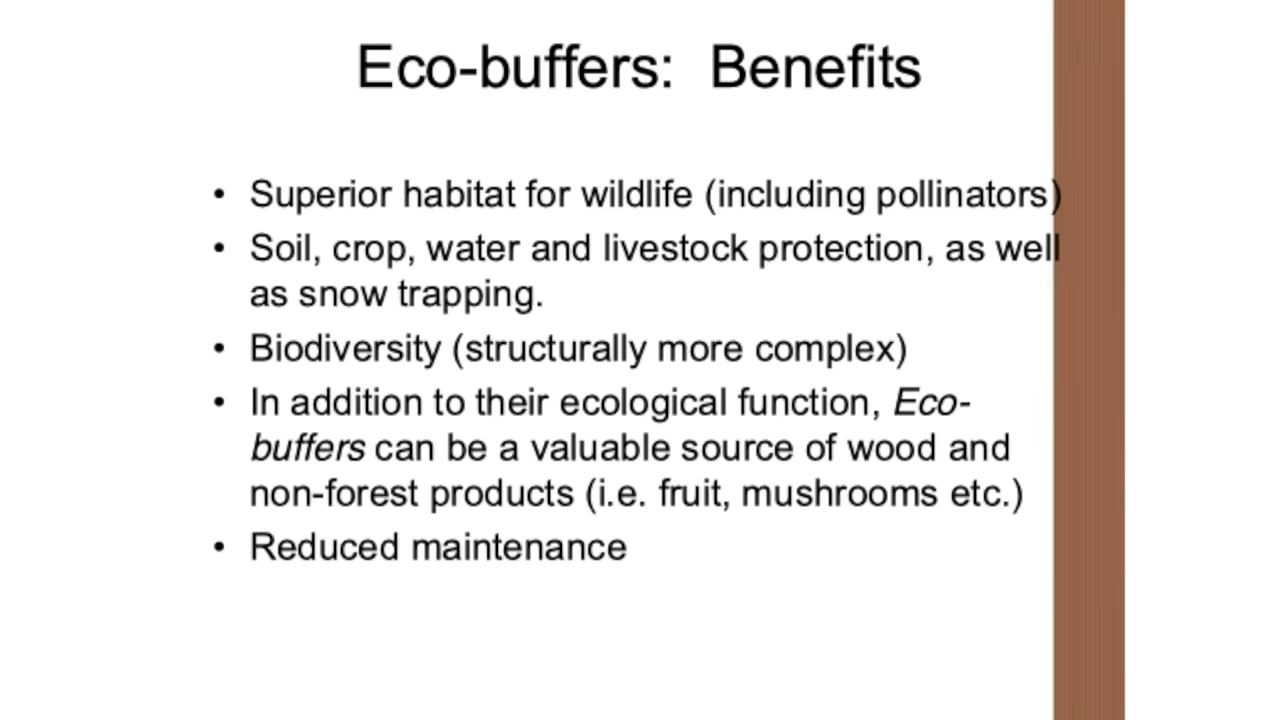 Eco-buffers:  Benefits
• Superior habitat for wildlife (including pollinators)
• Soil, crop, water and livestock protection, as well
as snow trapping.
• Biodiversity (structurally more complex)
• In addition to their ecological function, Eco-
buffers can be a valuable source of wood and
non-forest products (i.e. fruit, mushrooms etc.)
• Reduced maintenance